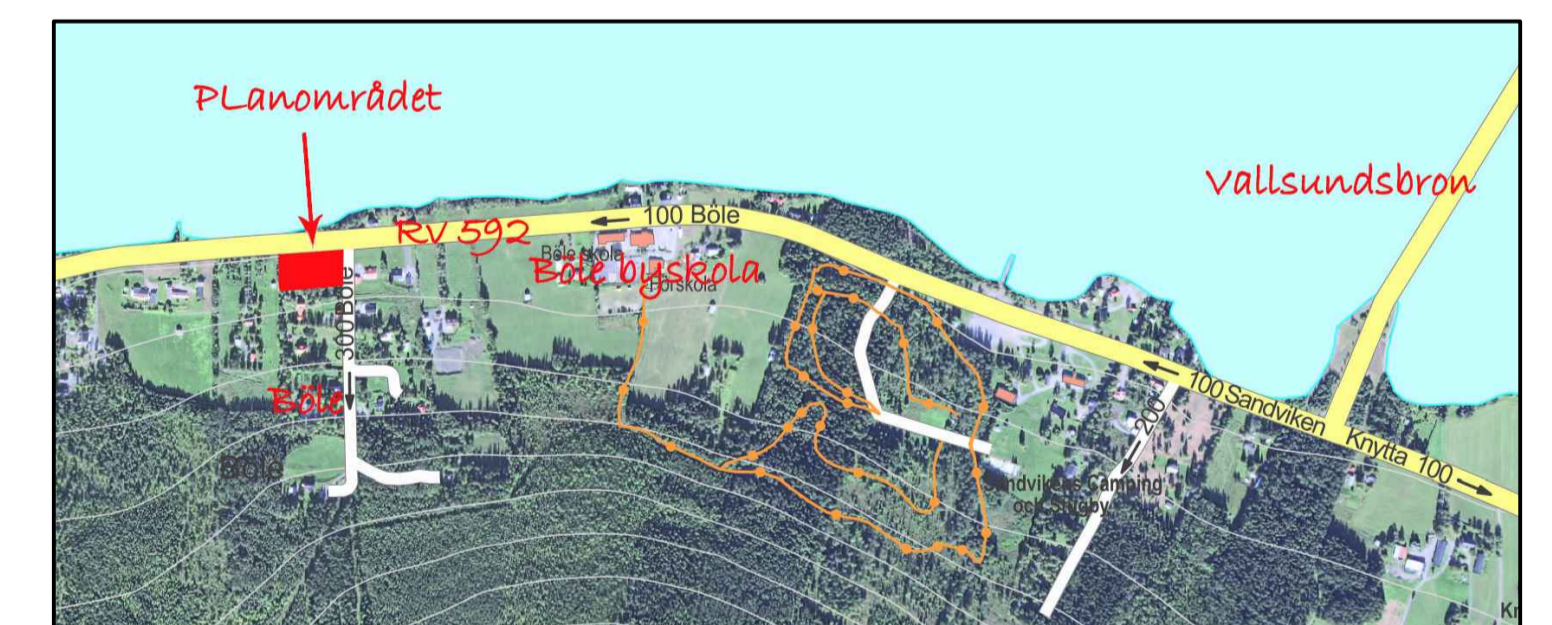 PLanområdet
Vallsundsbron
100 Böle
RV 592
Böle skola
Böle byskola
Förskola
300 Böle
Böle
Böle
100 Sandviken
200
Knytta 100
Sandvikens Camping
och Stugby